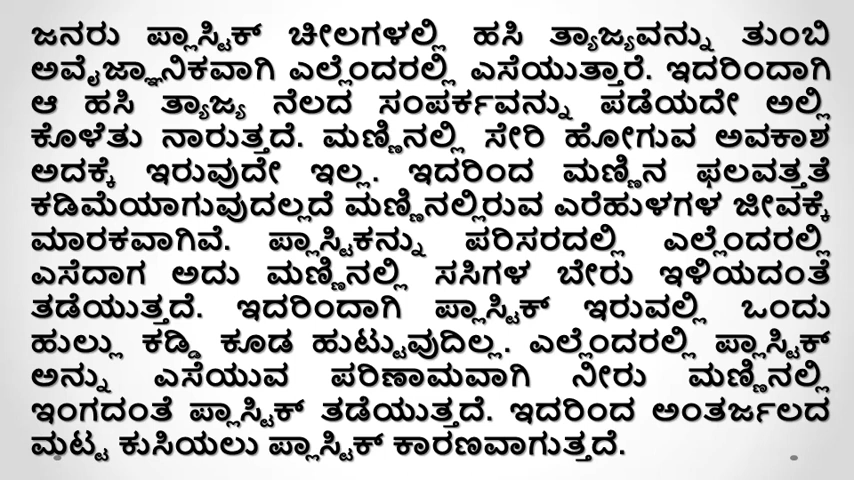 ಜನರು ಪ್ಲಾಸ್ಟಿಕ್ ಚೀಲಗಳಲ್ಲಿ ಹಸಿ ತ್ಯಾಜ್ಯವನ್ನು ತುಂಬಿ
ಅವೈಜ್ಞಾನಿಕವಾಗಿ ಎಲ್ಲೆಂದರಲ್ಲಿ ಎಸೆಯುತ್ತಾರೆ. ಇದರಿಂದಾಗಿ
ಆ ಹಸಿ ತ್ಯಾಜ್ಯ ನೆಲದ ಸಂಪರ್ಕವನ್ನು ಪಡೆಯದೇ ಅಲ್ಲಿ
ಕೊಳೆತು ನಾರುತ್ತದೆ. ಮಣ್ಣಿನಲ್ಲಿ ಸೇರಿ ಹೋಗುವ ಅವಕಾಶ
ಅದಕ್ಕೆ ಇರುವುದೇ ಇಲ್ಲ. ಇದರಿಂದ ಮಣ್ಣಿನ ಫಲವತ್ತತೆ
ಕಡಿಮೆಯಾಗುವುದಲ್ಲದೆ ಮಣ್ಣಿನಲ್ಲಿರುವ ಎರೆಹುಳಗಳ ಜೀವಕ್ಕೆ
ಮಾರಕವಾಗಿವೆ. ಪ್ಲಾಸ್ಟಿಕನ್ನು ಪರಿಸರದಲ್ಲಿ ಎಲ್ಲೆಂದರಲ್ಲಿ
ಎಸೆದಾಗ ಅದು ಮಣ್ಣಿನಲ್ಲಿ ಸಸಿಗಳ ಬೇರು ಇಳಿಯದಂತೆ
ತಡೆಯುತ್ತದೆ. ಇದರಿಂದಾಗಿ ಪ್ಲಾಸ್ಟಿಕ್ ಇರುವಲ್ಲಿ ಒಂದು
ಹುಲ್ಲು ಕಡ್ಡಿ ಕೂಡ ಹುಟ್ಟುವುದಿಲ್ಲ. ಎಲ್ಲೆಂದರಲ್ಲಿ ಪ್ಲಾಸ್ಟಿಕ್
ಅನ್ನು ಎಸೆಯುವ ಪರಿಣಾಮವಾಗಿ ನೀರು ಮಣ್ಣಿನಲ್ಲಿ
ಇಂಗದಂತೆ ಪ್ಲಾಸ್ಟಿಕ್ ತಡೆಯುತ್ತದೆ. ಇದರಿಂದ ಅಂತರ್ಜಲದ
ಮಟ್ಟ ಕುಸಿಯಲು ಪ್ಲಾಸ್ಟಿಕ್ ಕಾರಣವಾಗುತ್ತದೆ.